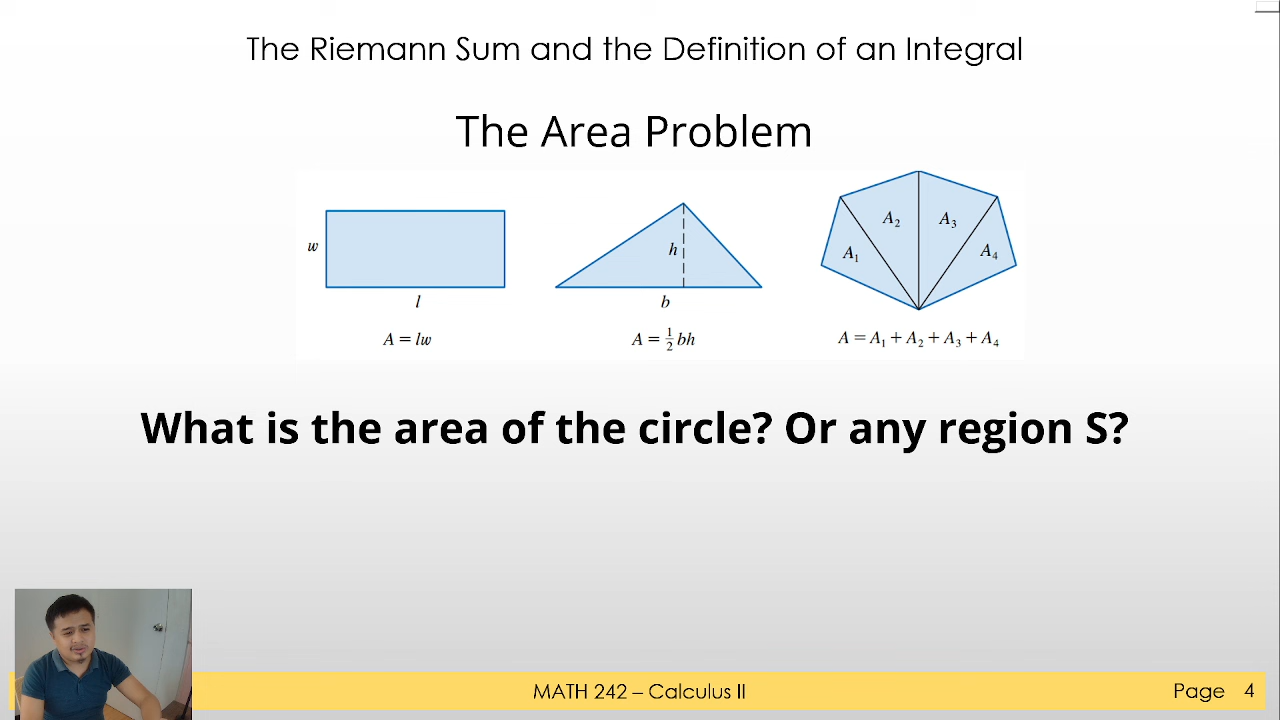 The Riemann Sum and the Definition of an Integral
The Area Problem
w
l
A = lw
h
b
A = ½ bh
A₁
A₂
A₃
A₄
A = A₁ + A₂ + A₃ + A₄
What is the area of the circle? Or any region S?
MATH 242 – Calculus II
Page 4